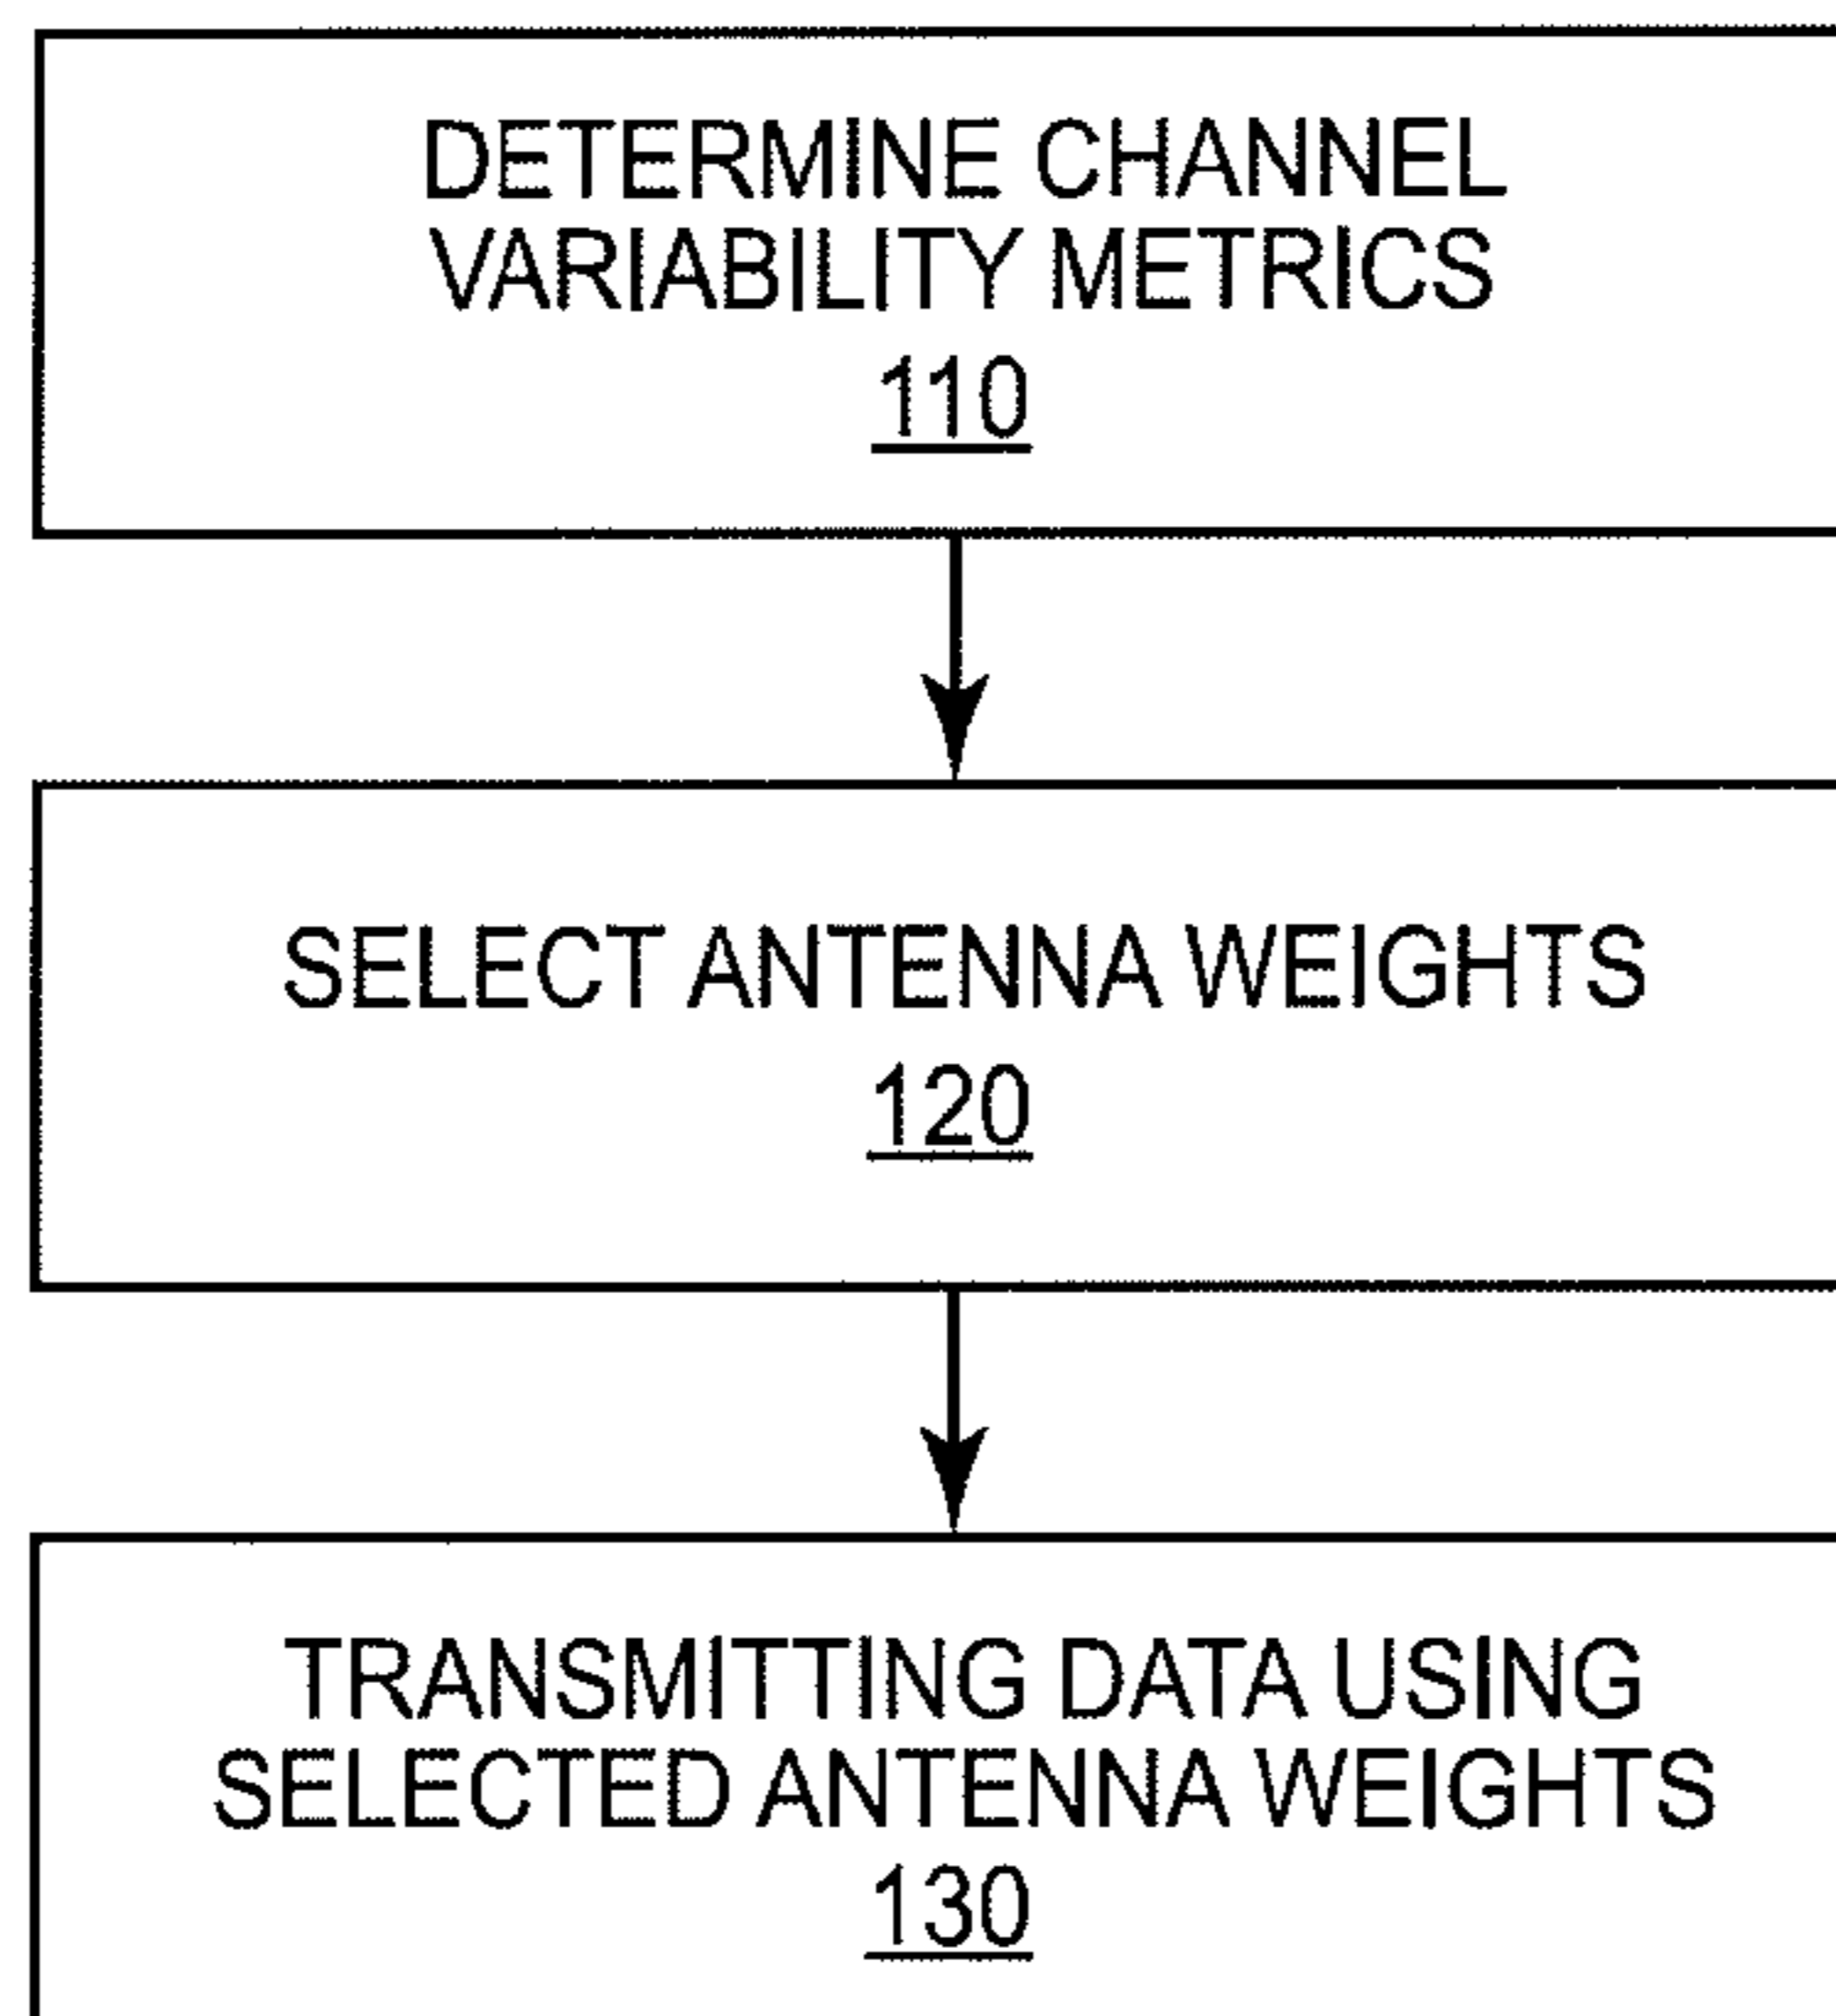 DETERMINE CHANNEL
VARIABILITY METRICS
110
SELECT ANTENNA WEIGHTS
120
TRANSMITTING DATA USING
SELECTED ANTENNA WEIGHTS
130